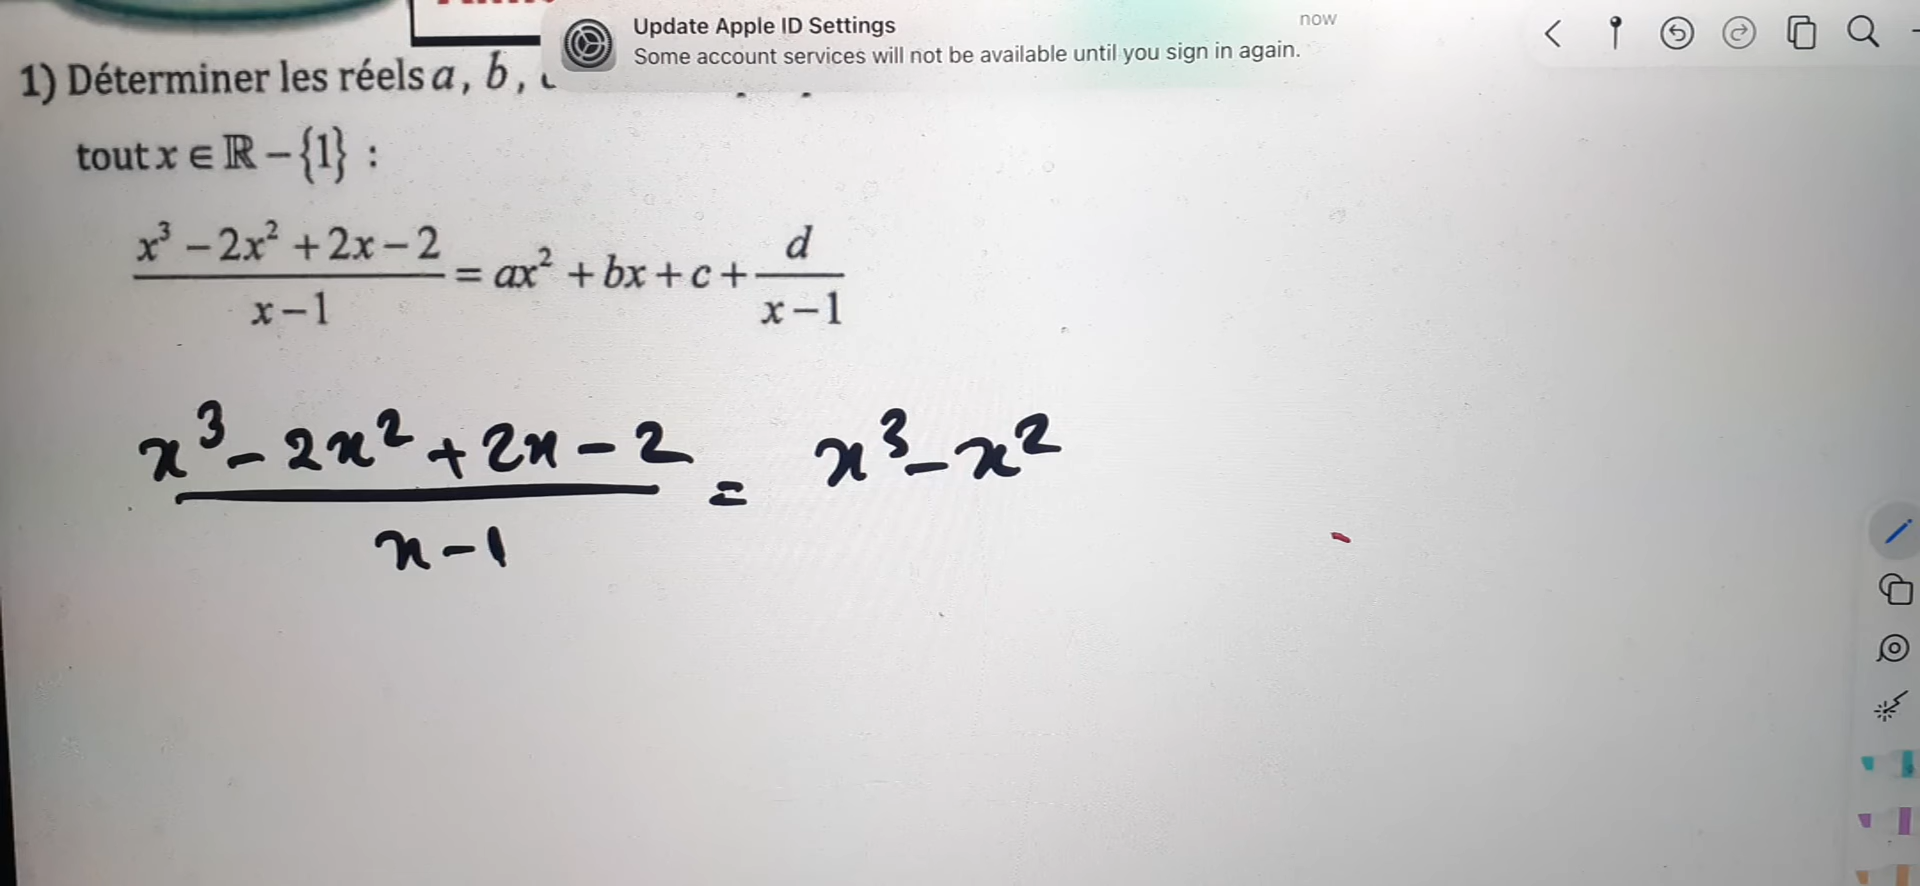 Update Apple ID Settings
now
Some account services will not be available until you sign in again.
1) Déterminer les réels a, b,
tout x ∈ ℝ − {1} :
x³ − 2x² + 2x − 2 / x − 1 = ax² + bx + c + d / x − 1
x³ − 2x² + 2x − 2 / x − 1 = x³ − x²